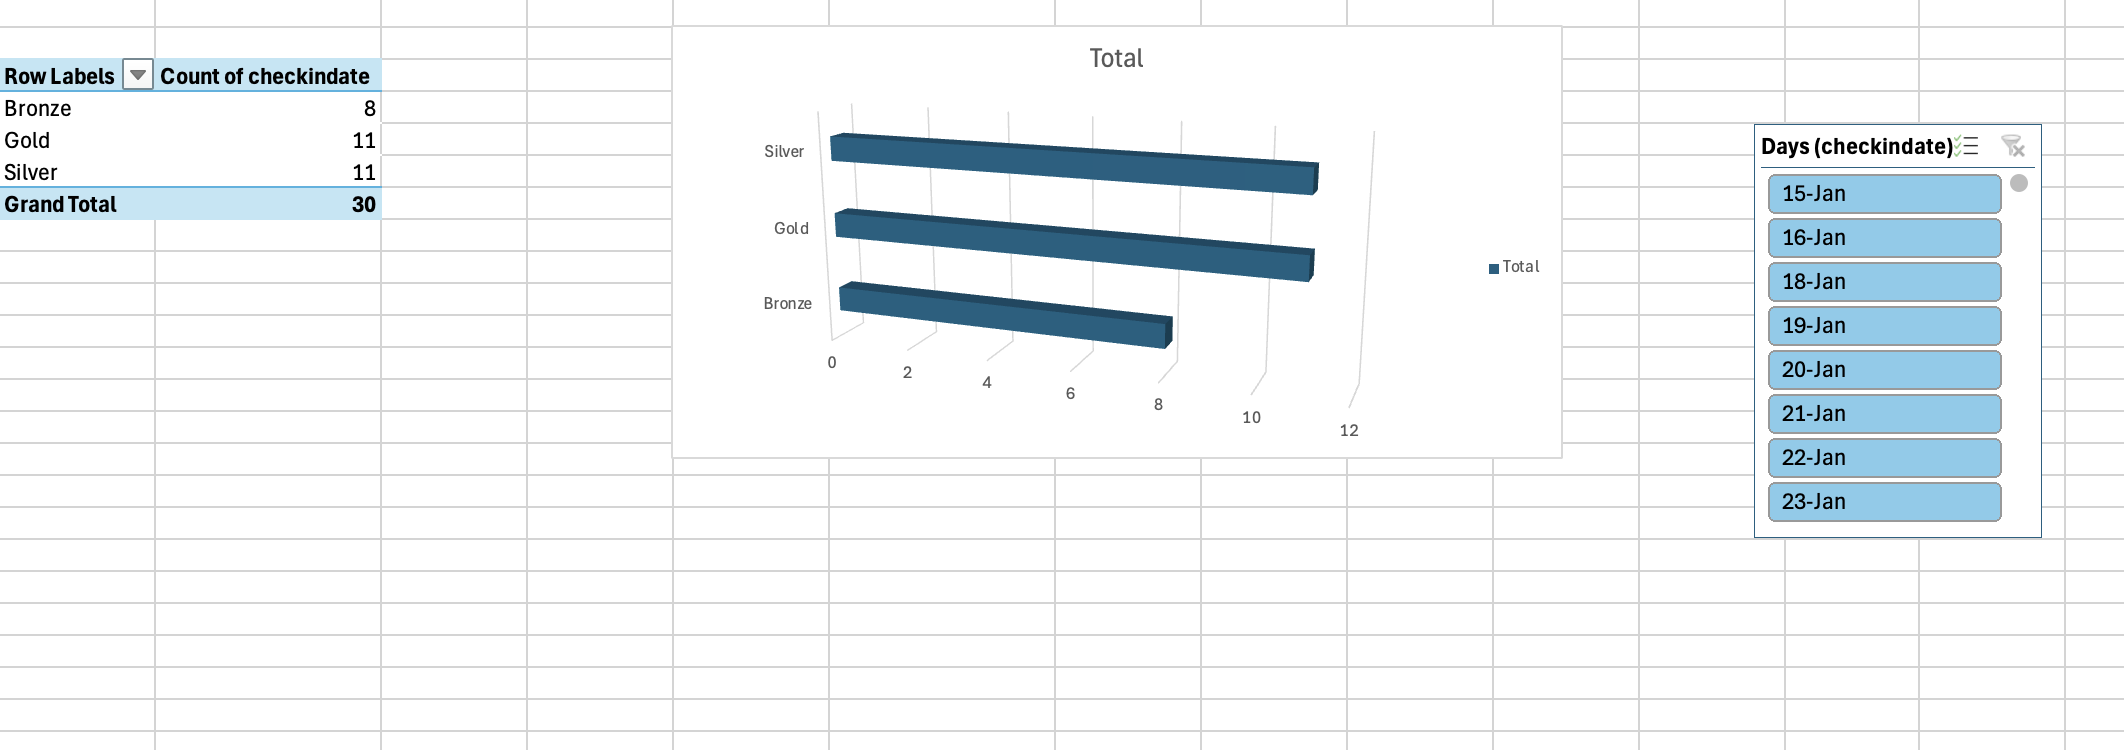 Row Labels Count of checkindate
Bronze 8
Gold 11
Silver 11
Grand Total 30
Total
Silver
Gold
Bronze
0 2 4 6 8 10 12
Total
Days (checkindate)
15-Jan
16-Jan
18-Jan
19-Jan
20-Jan
21-Jan
22-Jan
23-Jan